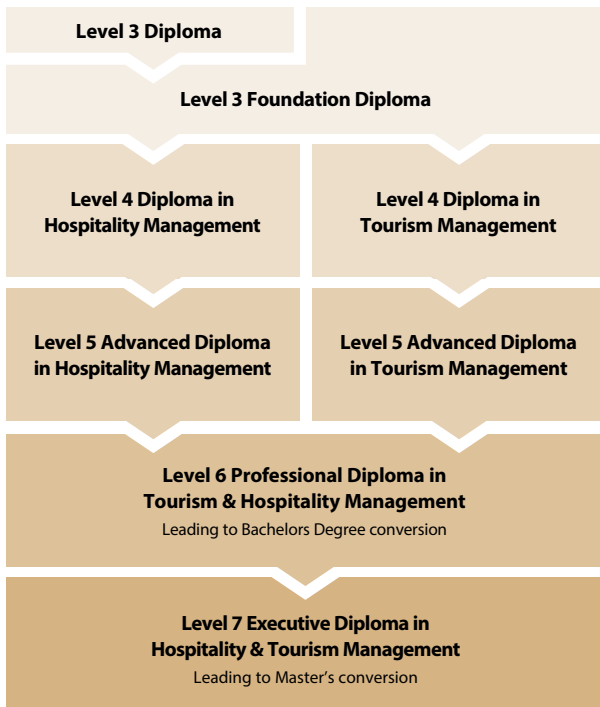 Level 3 Diploma
Level 3 Foundation Diploma
Level 4 Diploma in
Hospitality Management
Level 4 Diploma in
Tourism Management
Level 5 Advanced Diploma
in Hospitality Management
Level 5 Advanced Diploma
in Tourism Management
Level 6 Professional Diploma in
Tourism & Hospitality Management
Leading to Bachelors Degree conversion
Level 7 Executive Diploma in
Hospitality & Tourism Management
Leading to Master’s conversion